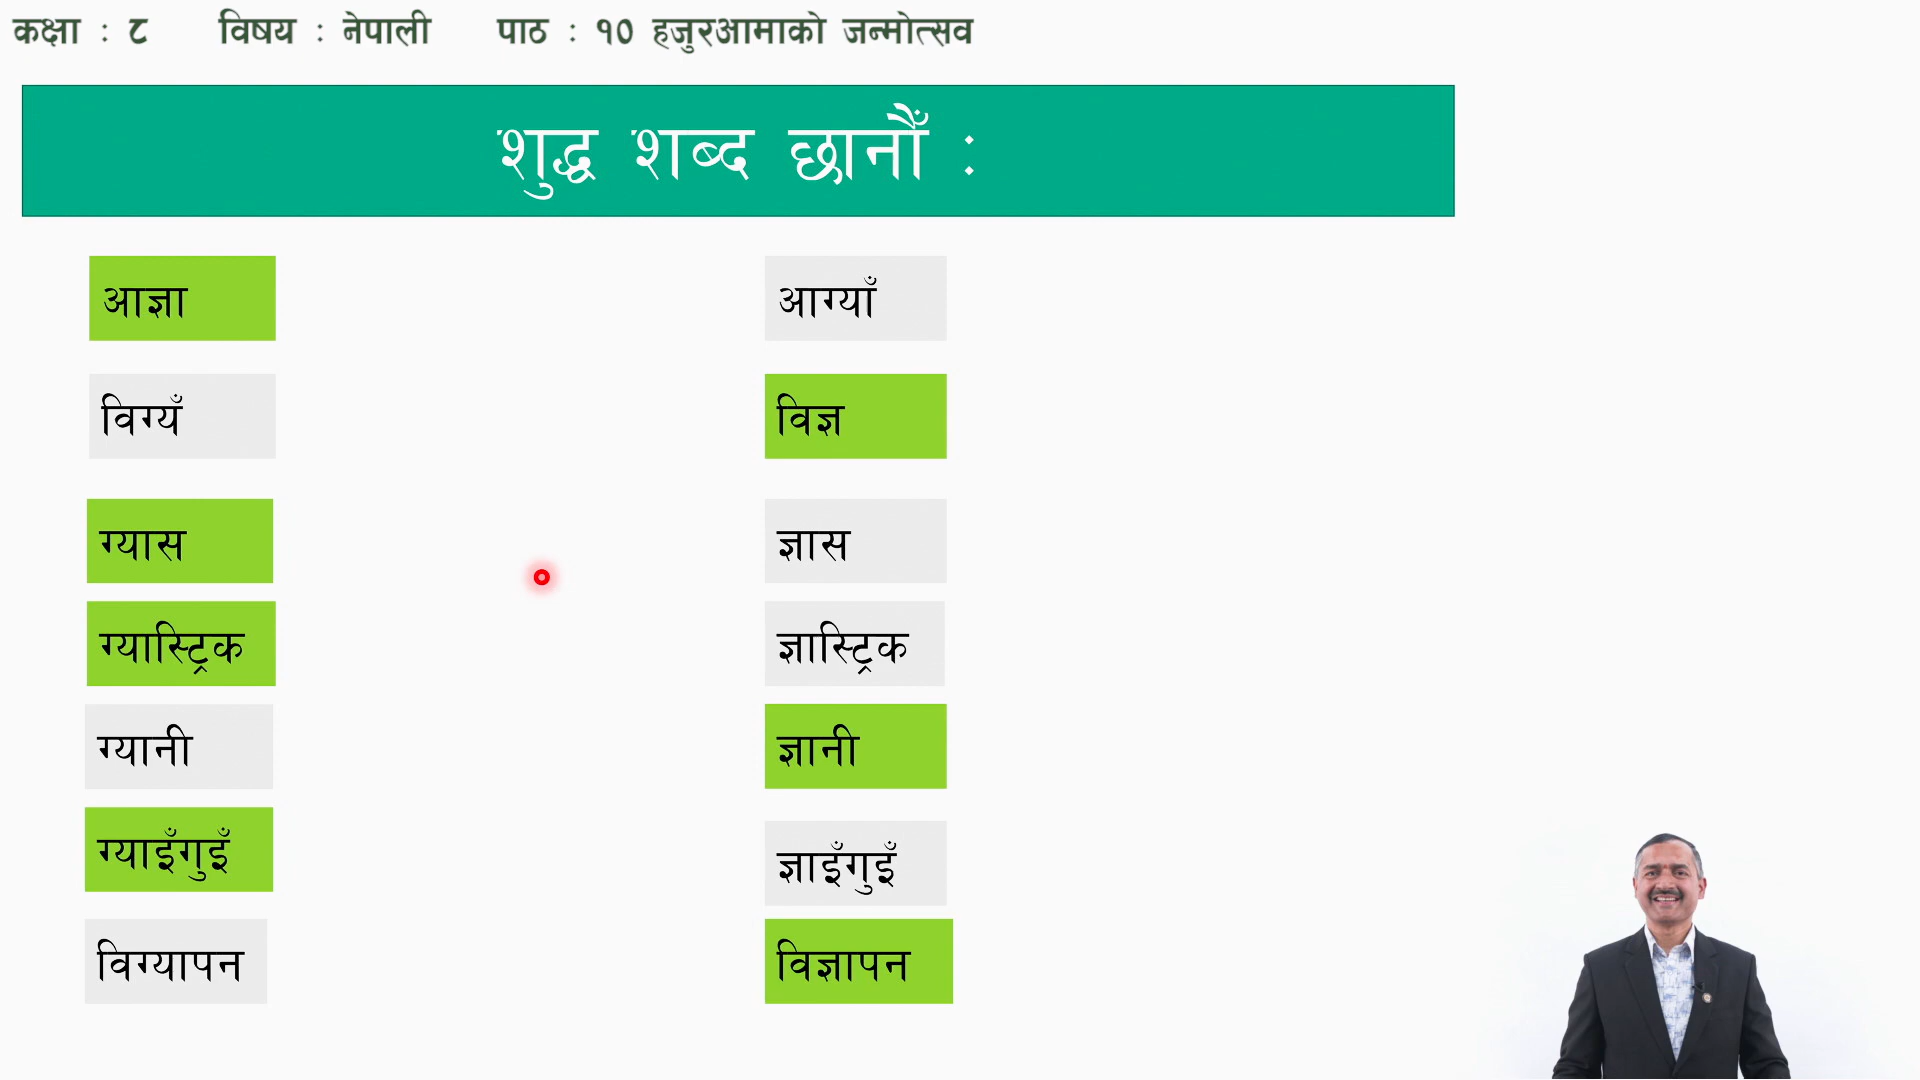 कक्षा : ८ विषय : नेपाली पाठ : १० हजुरआमाको जन्मोत्सव
शुद्ध शब्द छानौँ :
आज्ञा आग्याँ
विग्यँ विज्ञ
ग्यास ज्ञास
ग्यास्ट्रिक ज्ञास्ट्रिक
ग्यानी ज्ञानी
ग्याइँगुइँ ज्ञाइँगुइँ
विग्यापन विज्ञापन